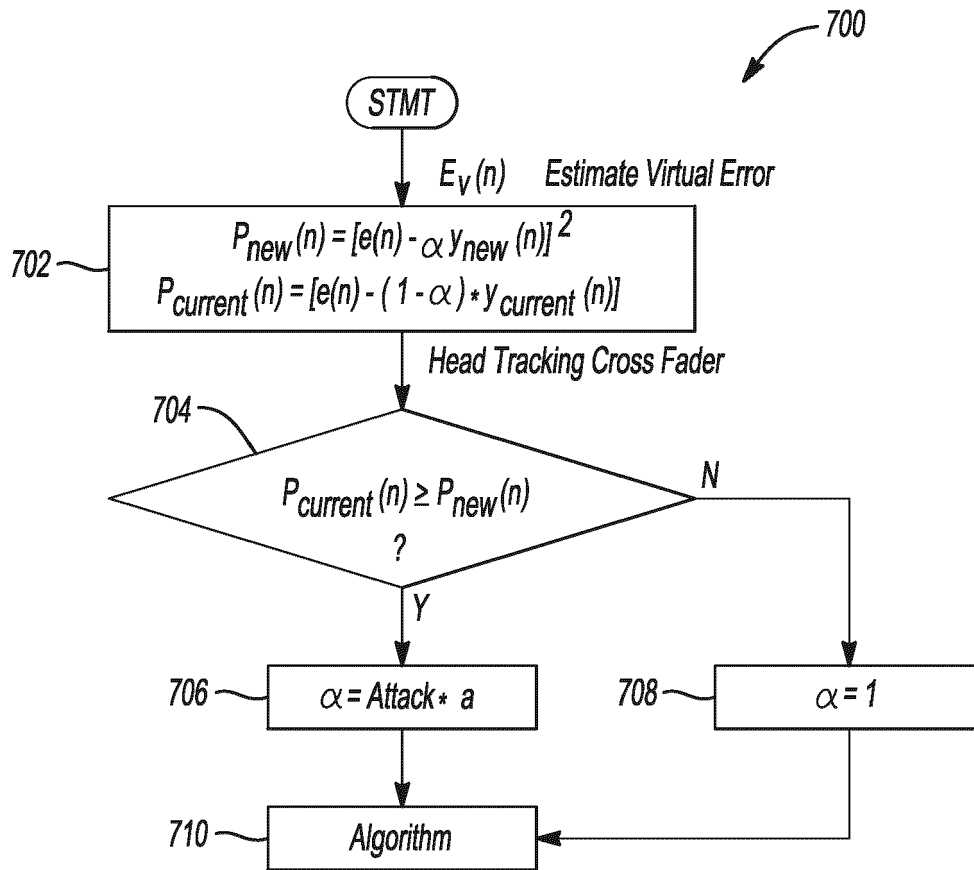 700
STMT
E_v(n) Estimate Virtual Error
702
P_new(n) = [e(n) - α y_new(n)]^2
P_current(n) = [e(n) - (1 - α) * y_current(n)]
Head Tracking Cross Fader
704
P_current(n) ≥ P_new(n)
?
N
Y
706
α = Attack * a
708
α = 1
710
Algorithm